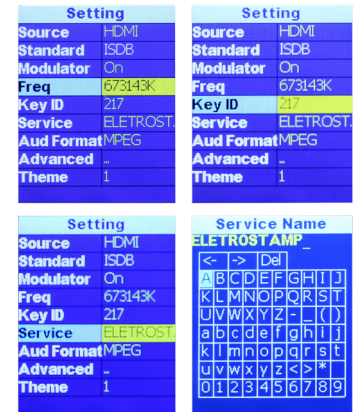 Setting
Source HDMI
Standard ISDB
Modulator On
Freq 673143K
Key ID 217
Service ELETROST.
Aud Format MPEG
Advanced ..
Theme 1
Setting
Source HDMI
Standard ISDB
Modulator On
Freq 673143K
Key ID 217
Service ELETROST.
Aud Format MPEG
Advanced ..
Theme 1
Setting
Source HDMI
Standard ISDB
Modulator On
Freq 673143K
Key ID 217
Service ELETROST.
Aud Format MPEG
Advanced ..
Theme 1
Service Name
ELETROSTAMP_
<- -> Del
A B C D E F G H I J
K L M N O P Q R S T
U V W X Y Z - _ ( )
a b c d e f g h i j
k l m n o p q r s t
u v w x y z < > *
0 1 2 3 4 5 6 7 8 9